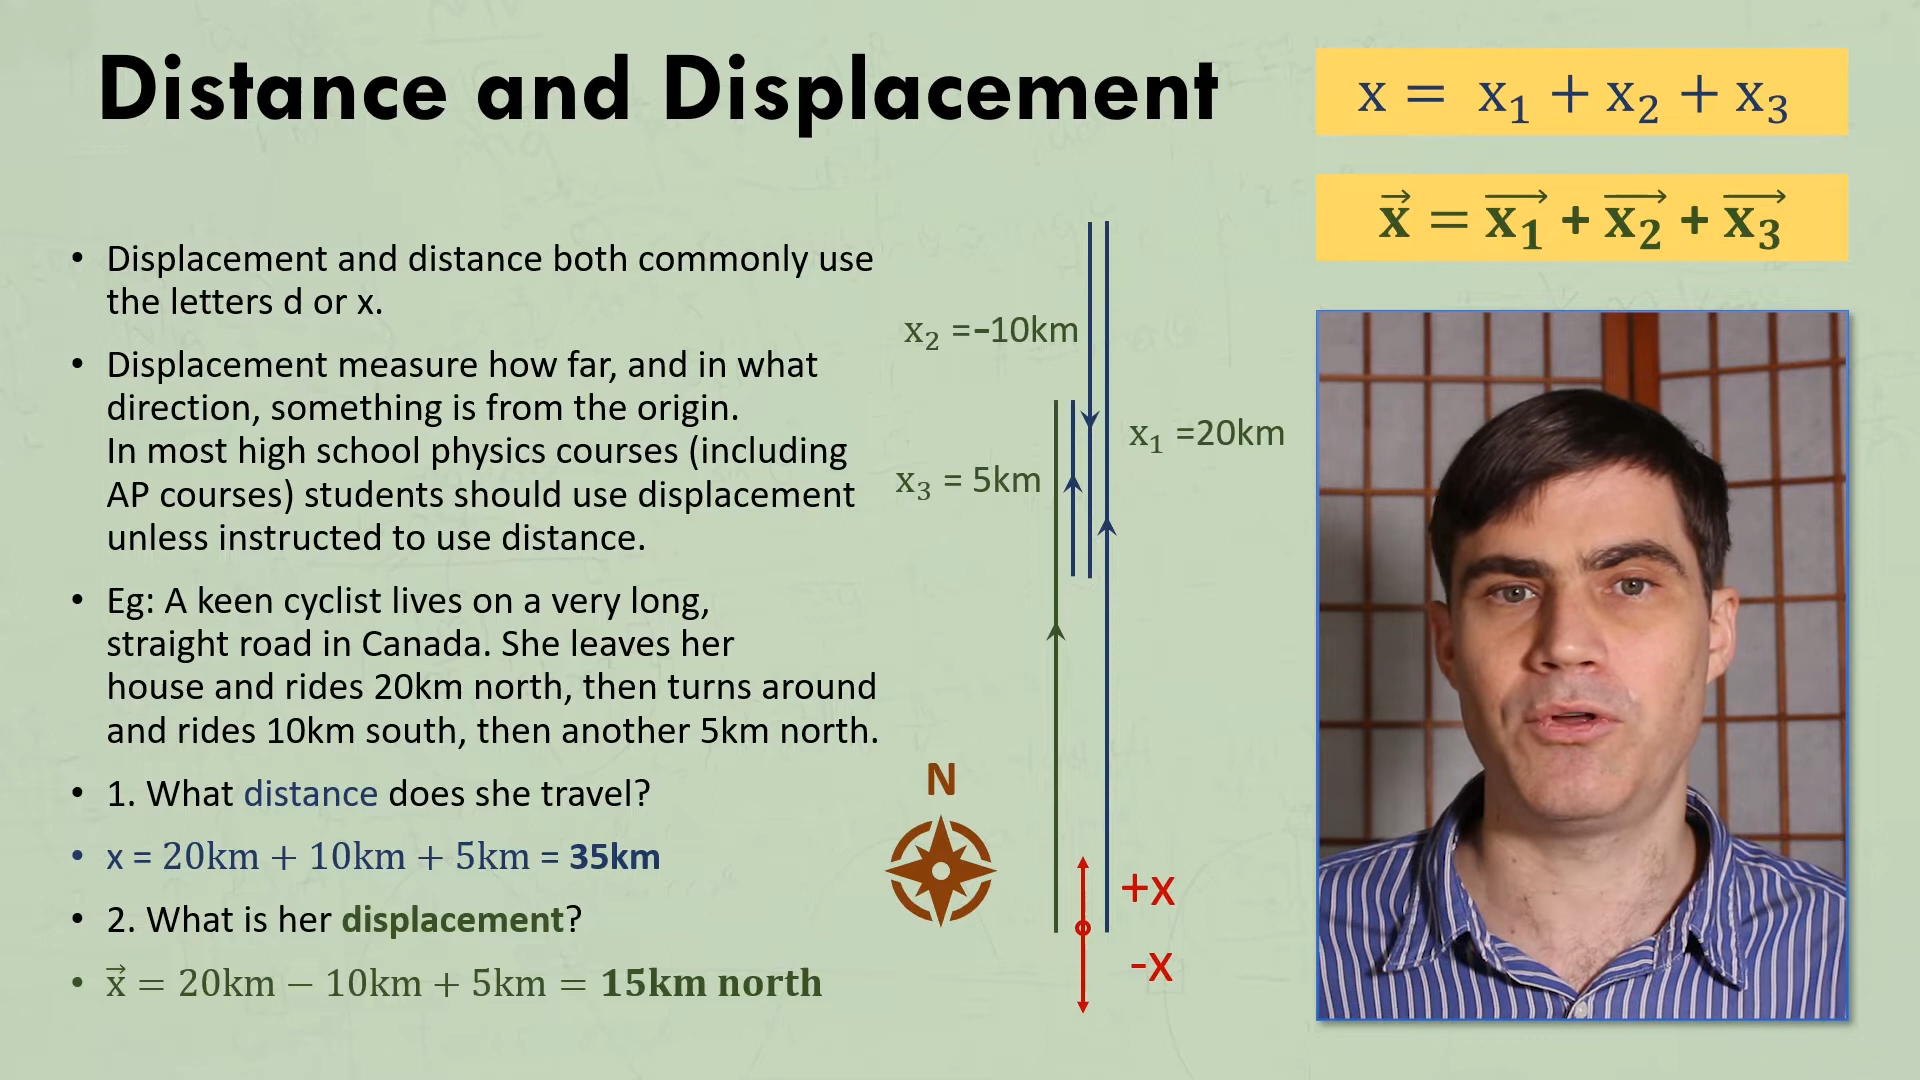 Distance and Displacement
x = x₁ + x₂ + x₃
x⃗ = x₁⃗ + x₂⃗ + x₃⃗
• Displacement and distance both commonly use
the letters d or x.
• Displacement measure how far, and in what
direction, something is from the origin.
In most high school physics courses (including
AP courses) students should use displacement
unless instructed to use distance.
• Eg: A keen cyclist lives on a very long,
straight road in Canada. She leaves her
house and rides 20km north, then turns around
and rides 10km south, then another 5km north.
• 1. What distance does she travel?
• x = 20km + 10km + 5km = 35km
• 2. What is her displacement?
• x⃗ = 20km − 10km + 5km = 15km north
x₂ =−10km
x₁ =20km
x₃ = 5km
N
+x
-x